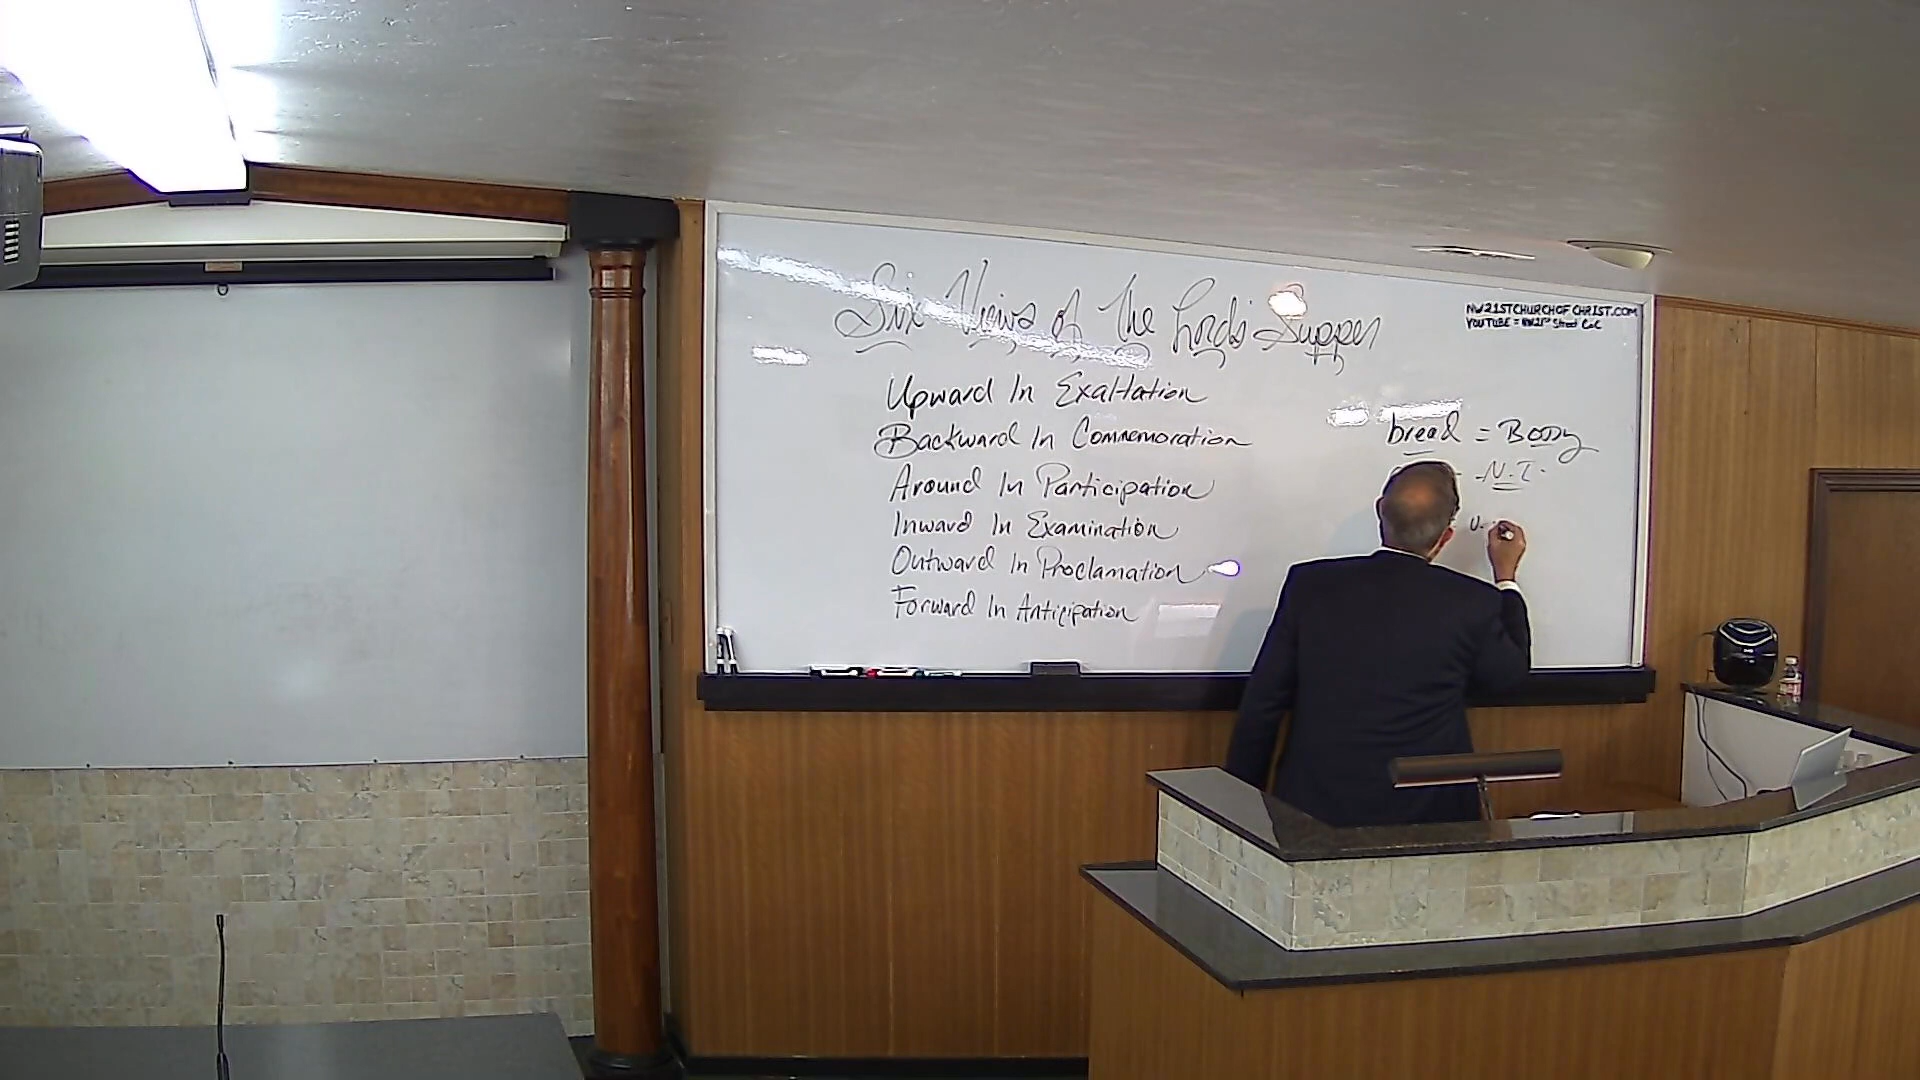 Six Views of the Lord's Supper
NW21STCHURCHOFCHRIST.COM
YOUTUBE = NW21ST Street CoC
Upward In Exaltation
Backward In Commemoration
Around In Participation
Inward In Examination
Outward In Proclamation
Forward In Anticipation
bread = Body
N.T.